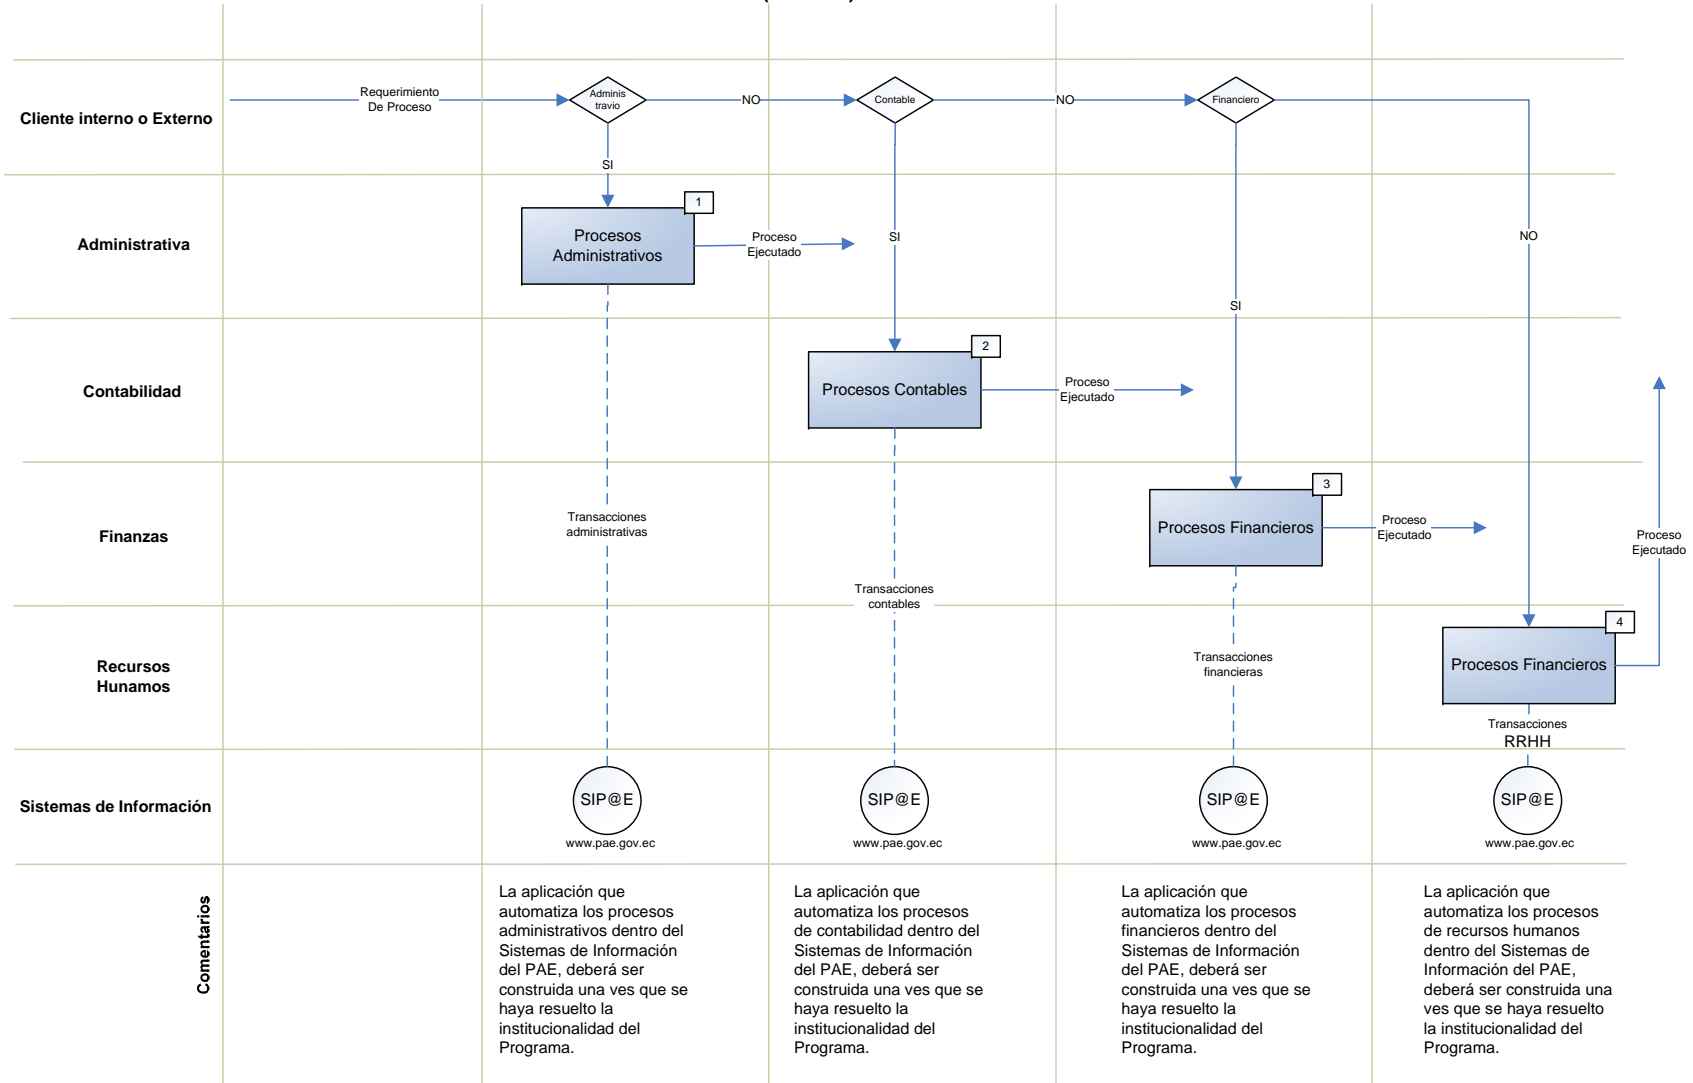 Requerimiento
De Proceso
Adminis
travio
NO
Contable
NO
Financiero
Cliente interno o Externo
SI
1
Procesos
Administrativos
Proceso
Ejecutado
SI
NO
Administrativa
SI
2
Procesos Contables
Proceso
Ejecutado
Contabilidad
3
Procesos Financieros
Proceso
Ejecutado
Transacciones
administrativas
Finanzas
Proceso
Ejecutado
Transacciones
contables
4
Procesos Financieros
Transacciones
financieras
Recursos
Hunamos
Transacciones
RRHH
Sistemas de Información
SIP@E
SIP@E
SIP@E
SIP@E
www.pae.gov.ec
www.pae.gov.ec
www.pae.gov.ec
www.pae.gov.ec
Comentarios
La aplicación que
automatiza los procesos
administrativos dentro del
Sistemas de Información
del PAE, deberá ser
construida una ves que se
haya resuelto la
institucionalidad del
Programa.
La aplicación que
automatiza los procesos
de contabilidad dentro del
Sistemas de Información
del PAE, deberá ser
construida una ves que se
haya resuelto la
institucionalidad del
Programa.
La aplicación que
automatiza los procesos
financieros dentro del
Sistemas de Información
del PAE, deberá ser
construida una ves que se
haya resuelto la
institucionalidad del
Programa.
La aplicación que
automatiza los procesos
de recursos humanos
dentro del Sistemas de
Información del PAE,
deberá ser construida una
ves que se haya resuelto
la institucionalidad del
Programa.